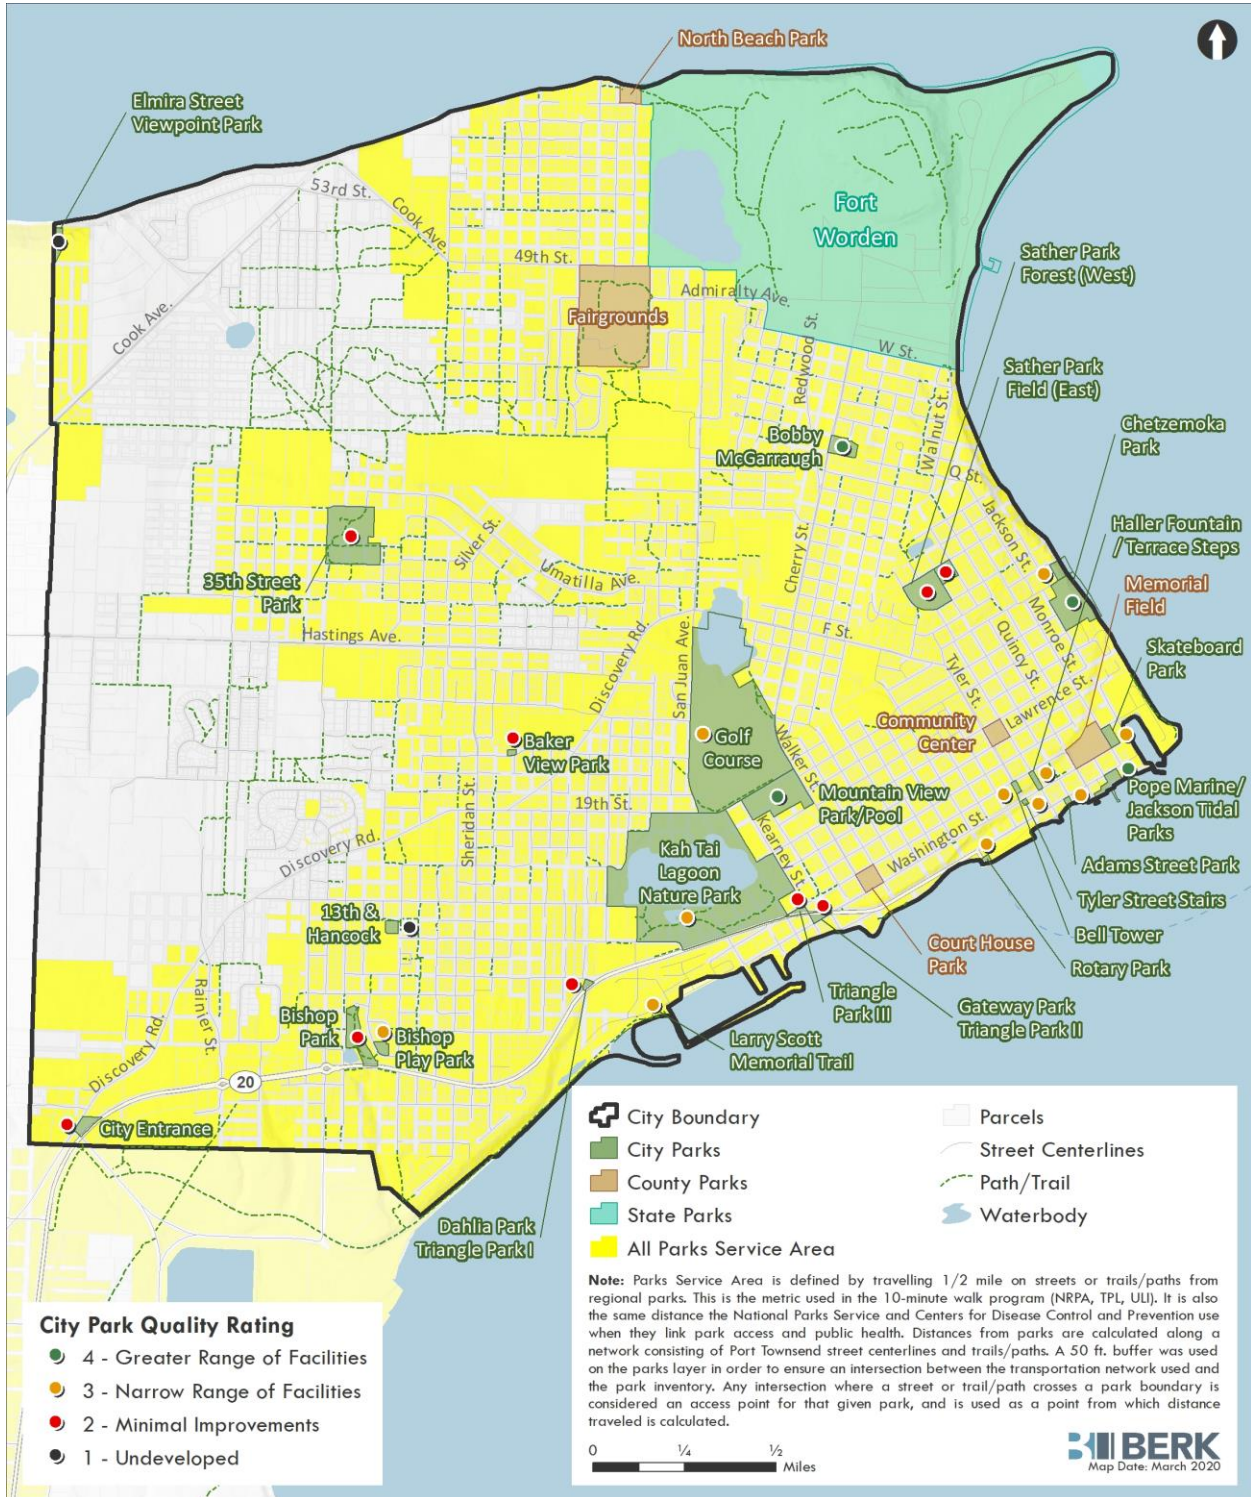 North Beach Park
Elmira Street
Viewpoint Park
53rd St.
Cook Ave.
49th St.
Fort
Worden
Sather Park
Forest (West)
Admiralty Ave.
Fairgrounds
Cook Ave.
Redwood St.
W St.
Sather Park
Field (East)
Walnut St.
Chetzemoka
Park
Bobby
McGarraugh
Q St.
Jackson St.
Haller Fountain
/ Terrace Steps
Silver St.
Umatilla Ave.
Cherry St.
35th Street
Park
Memorial
Field
Monroe St.
Hastings Ave.
Discovery Rd.
San Juan Ave.
F St.
Quincy St.
Tyler St.
Skateboard
Park
Lawrence St.
Community
Center
Baker
View Park
Golf
Course
Walker St.
Sheridan St.
19th St.
Mountain View
Park/Pool
Pope Marine/
Jackson Tidal
Parks
Kearney St.
Washington St.
Discovery Rd.
Kah Tai
Lagoon
Nature Park
Adams Street Park
Tyler Street Stairs
13th &
Hancock
Bell Tower
Court House
Park
Rotary Park
Rainier St.
Triangle
Park III
Gateway Park
Triangle Park II
Bishop
Park
Bishop
Play Park
Larry Scott
Memorial Trail
Discovery Rd.
20
City Entrance
Dahlia Park
Triangle Park I
City Boundary
City Parks
County Parks
State Parks
All Parks Service Area
Parcels
Street Centerlines
Path/Trail
Waterbody
Note: Parks Service Area is defined by travelling 1/2 mile on streets or trails/paths from
regional parks. This is the metric used in the 10-minute walk program (NRPA, TPL, ULI). It is also
the same distance the National Parks Service and Centers for Disease Control and Prevention use
when they link park access and public health. Distances from parks are calculated along a
network consisting of Port Townsend street centerlines and trails/paths. A 50 ft. buffer was used
on the parks layer in order to ensure an intersection between the transportation network used and
the park inventory. Any intersection where a street or trail/path crosses a park boundary is
considered an access point for that given park, and is used as a point from which distance
traveled is calculated.
City Park Quality Rating
4 - Greater Range of Facilities
3 - Narrow Range of Facilities
2 - Minimal Improvements
1 - Undeveloped
0 ¼ ½
Miles
BERK
Map Date: March 2020